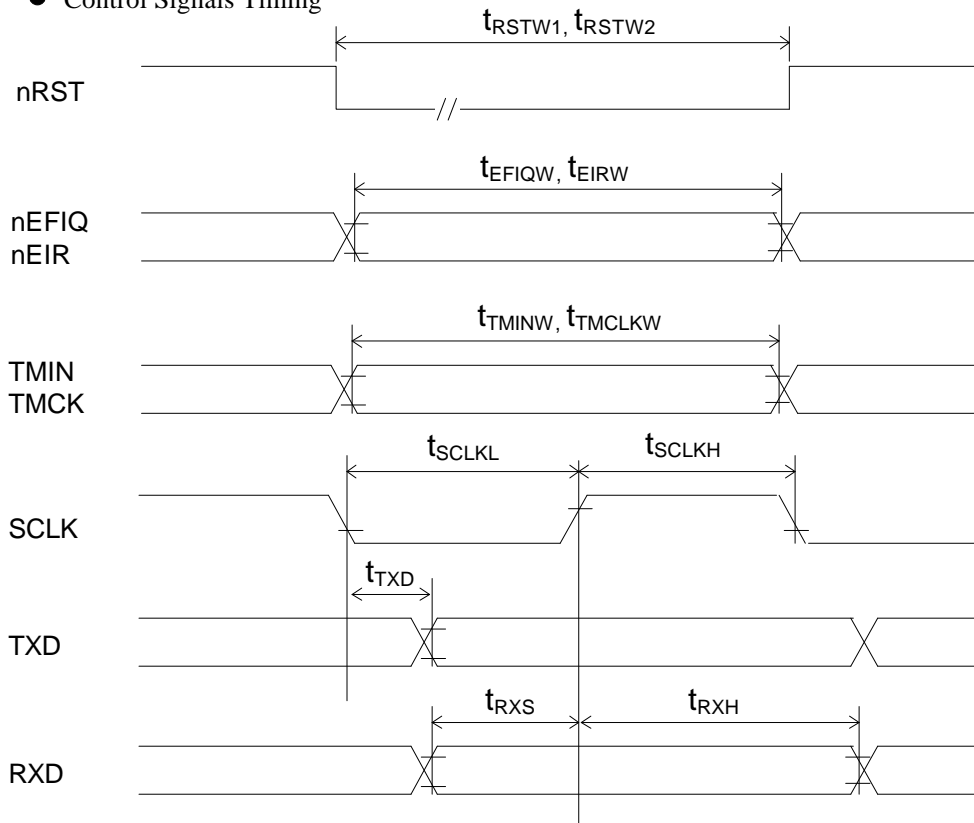 ● Control Signals Timing
tRSTW1, tRSTW2
nRST
tEFIQW, tEIRW
nEFIQ
nEIR
tTMINW, tTMCLKW
TMIN
TMCK
tSCLKL tSCLKH
SCLK
tTXD
TXD
tRXS tRXH
RXD